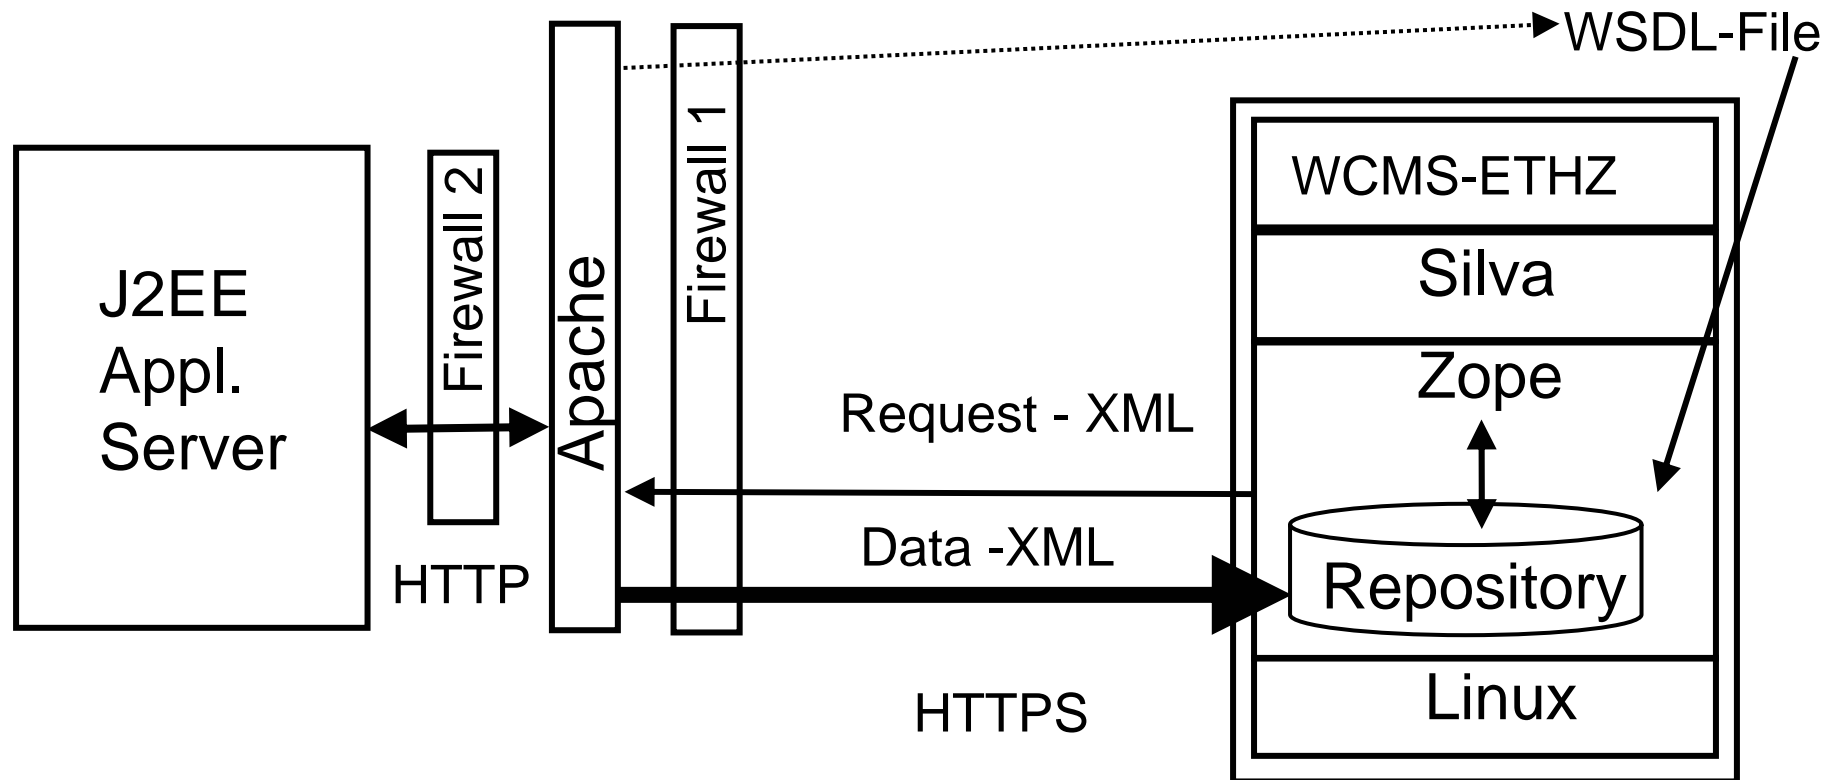 WSDL-File
Firewall 1
WCMS-ETHZ
Firewall 2
Apache
Silva
J2EE
Appl.
Server
Zope
Request - XML
Data -XML
HTTP
Repository
Linux
HTTPS